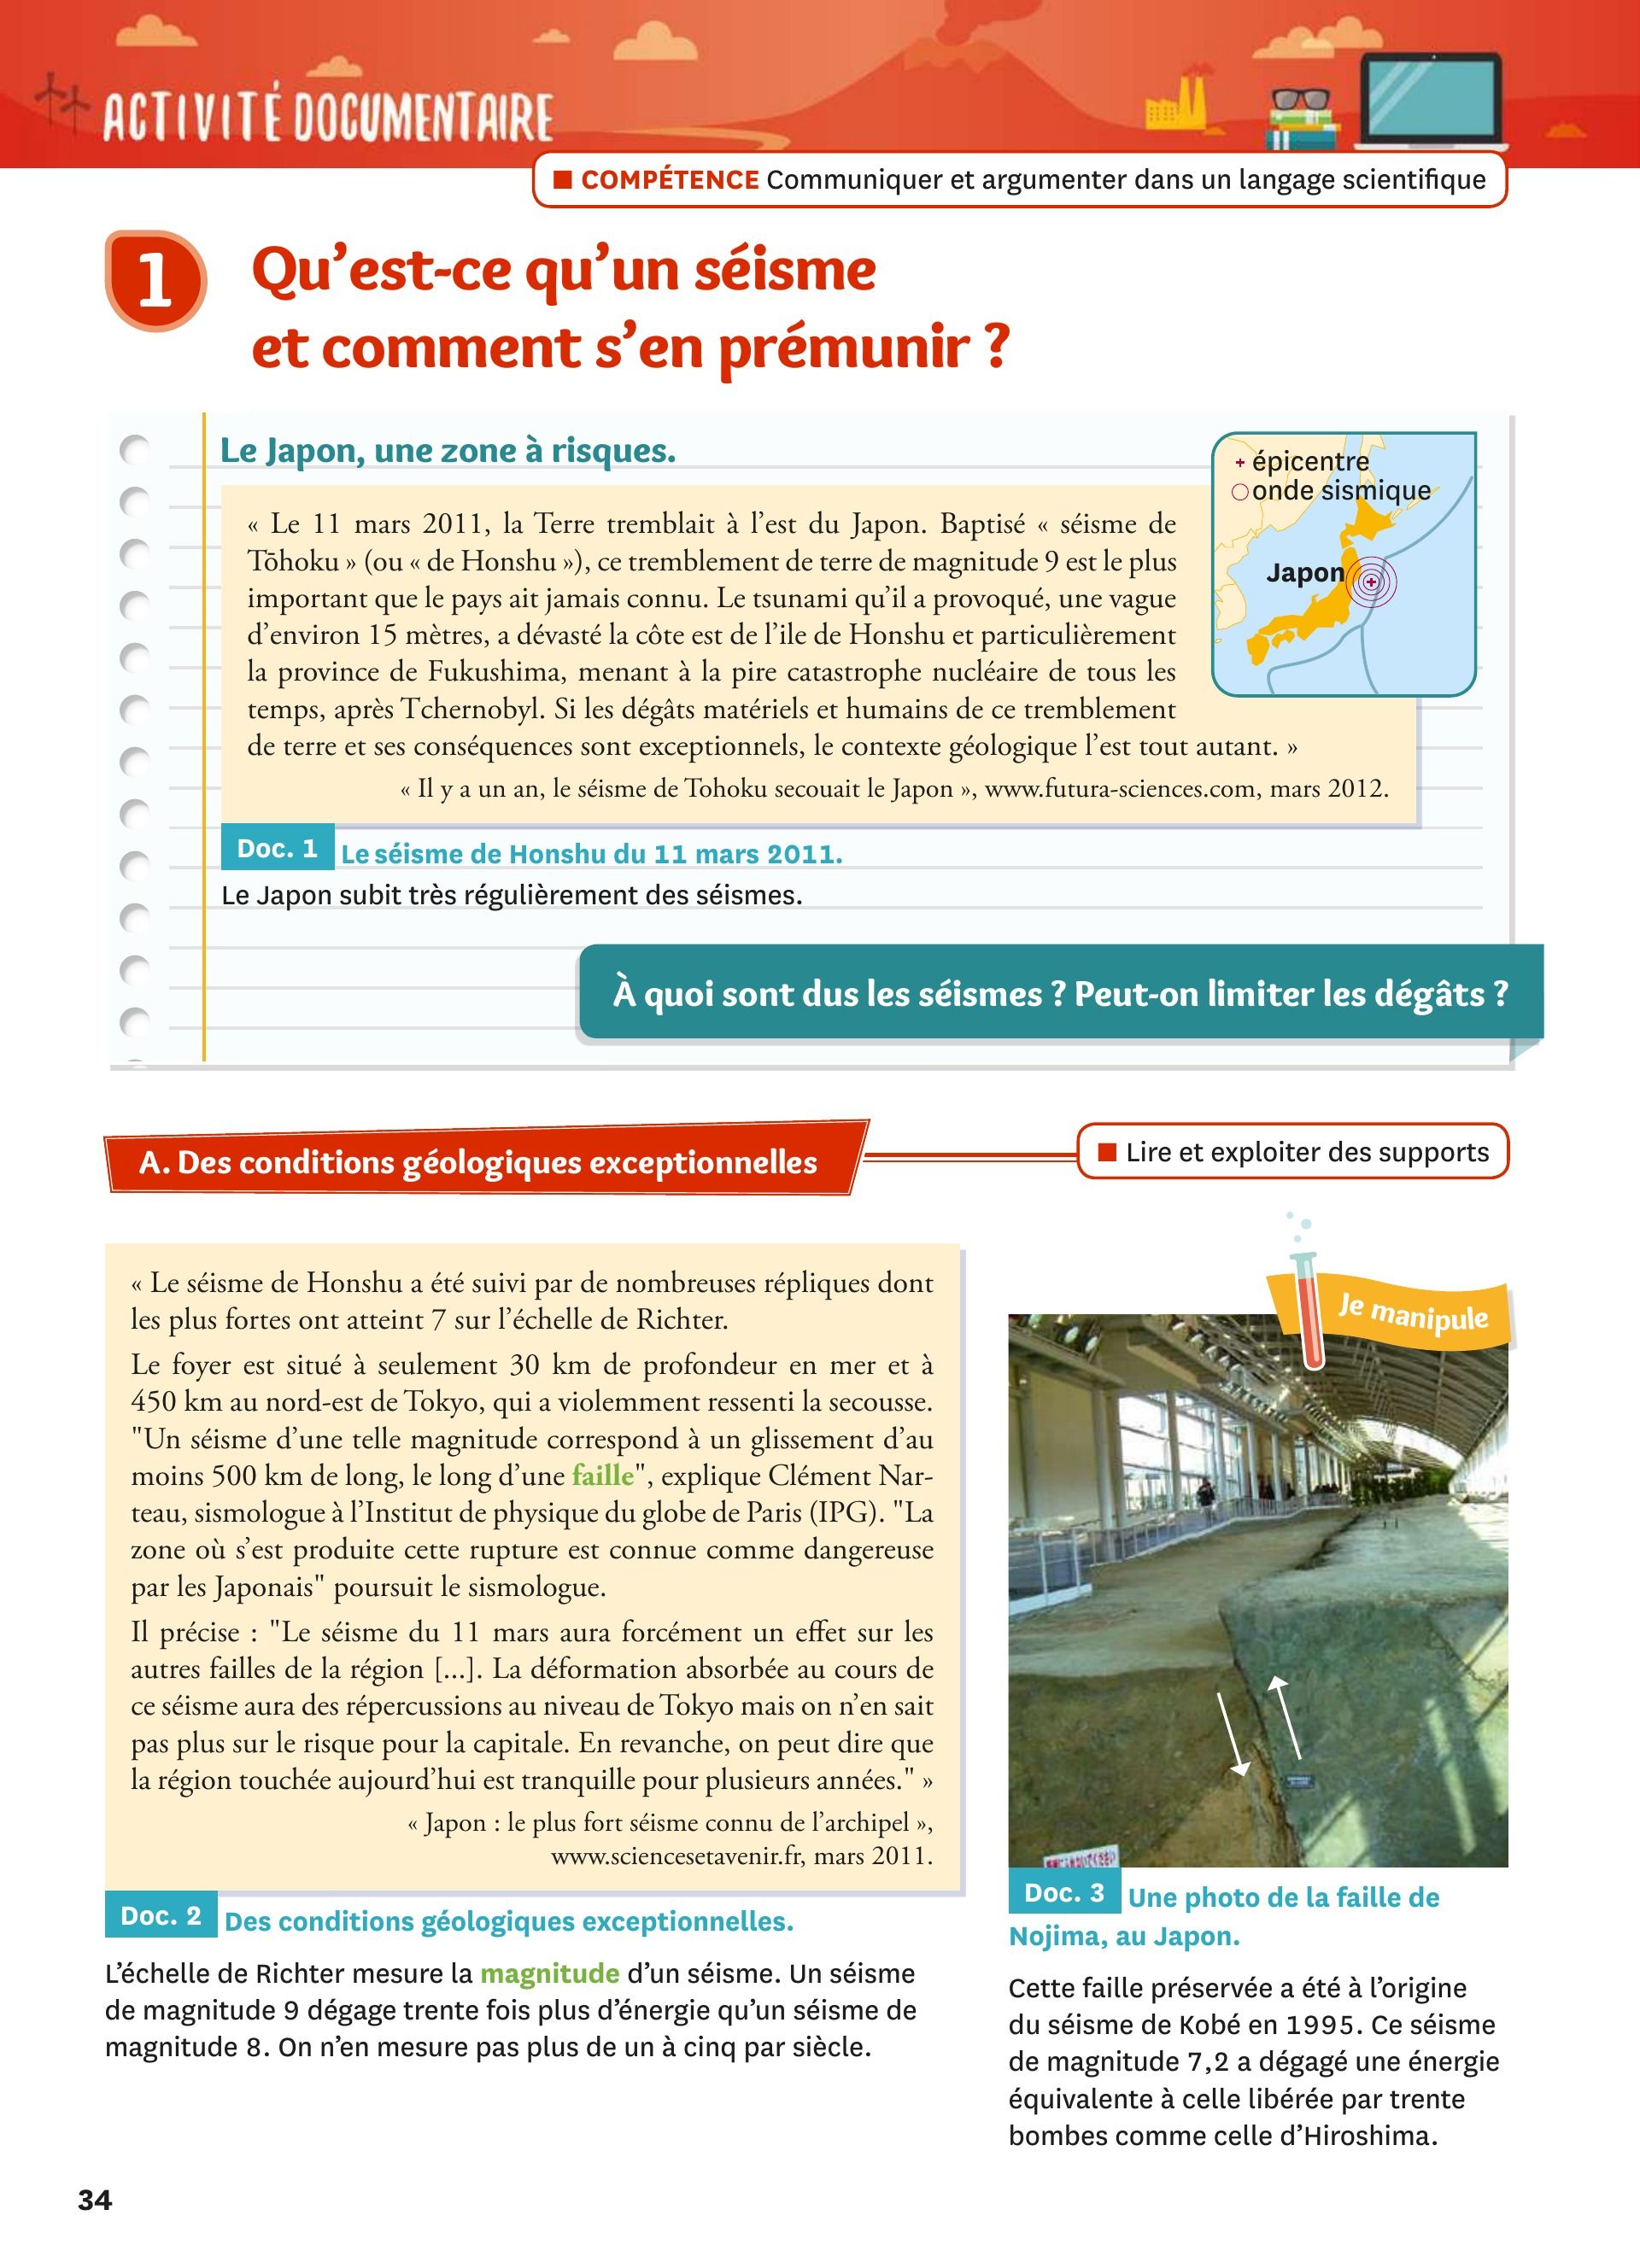 ACTIVITÉ DOCUMENTAIRE
■ COMPÉTENCE Communiquer et argumenter dans un langage scientifique
1
Qu'est-ce qu'un séisme
et comment s'en prémunir ?
Le Japon, une zone à risques.
« Le 11 mars 2011, la Terre tremblait à l'est du Japon. Baptisé « séisme de
Tōhoku » (ou « de Honshu »), ce tremblement de terre de magnitude 9 est le plus
important que le pays ait jamais connu. Le tsunami qu'il a provoqué, une vague
d'environ 15 mètres, a dévasté la côte est de l'ile de Honshu et particulièrement
la province de Fukushima, menant à la pire catastrophe nucléaire de tous les
temps, après Tchernobyl. Si les dégâts matériels et humains de ce tremblement
de terre et ses conséquences sont exceptionnels, le contexte géologique l'est tout autant. »
« Il y a un an, le séisme de Tohoku secouait le Japon », www.futura-sciences.com, mars 2012.
+ épicentre
onde sismique
Japon
Doc. 1 Le séisme de Honshu du 11 mars 2011.
Le Japon subit très régulièrement des séismes.
À quoi sont dus les séismes ? Peut-on limiter les dégâts ?
A. Des conditions géologiques exceptionnelles
■ Lire et exploiter des supports
« Le séisme de Honshu a été suivi par de nombreuses répliques dont
les plus fortes ont atteint 7 sur l'échelle de Richter.
Le foyer est situé à seulement 30 km de profondeur en mer et à
450 km au nord-est de Tokyo, qui a violemment ressenti la secousse.
"Un séisme d'une telle magnitude correspond à un glissement d'au
moins 500 km de long, le long d'une faille", explique Clément Nar-
teau, sismologue à l'Institut de physique du globe de Paris (IPG). "La
zone où s'est produite cette rupture est connue comme dangereuse
par les Japonais" poursuit le sismologue.
Il précise : "Le séisme du 11 mars aura forcément un effet sur les
autres failles de la région [...]. La déformation absorbée au cours de
ce séisme aura des répercussions au niveau de Tokyo mais on n'en sait
pas plus sur le risque pour la capitale. En revanche, on peut dire que
la région touchée aujourd'hui est tranquille pour plusieurs années." »
« Japon : le plus fort séisme connu de l'archipel »,
www.sciencesetavenir.fr, mars 2011.
Doc. 2 Des conditions géologiques exceptionnelles.
L'échelle de Richter mesure la magnitude d'un séisme. Un séisme
de magnitude 9 dégage trente fois plus d'énergie qu'un séisme de
magnitude 8. On n'en mesure pas plus de un à cinq par siècle.
Je manipule
Doc. 3 Une photo de la faille de
Nojima, au Japon.
Cette faille préservée a été à l'origine
du séisme de Kobé en 1995. Ce séisme
de magnitude 7,2 a dégagé une énergie
équivalente à celle libérée par trente
bombes comme celle d'Hiroshima.
34